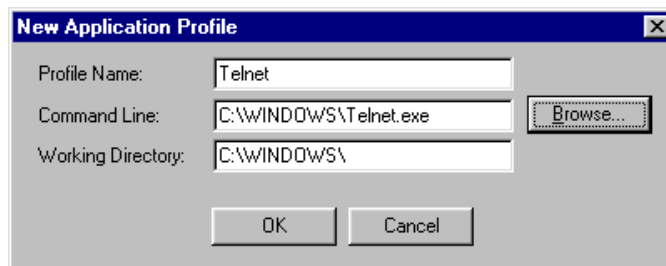 New Application Profile
Profile Name: Telnet
Command Line: C:\WINDOWS\Telnet.exe Browse...
Working Directory: C:\WINDOWS\
OK Cancel